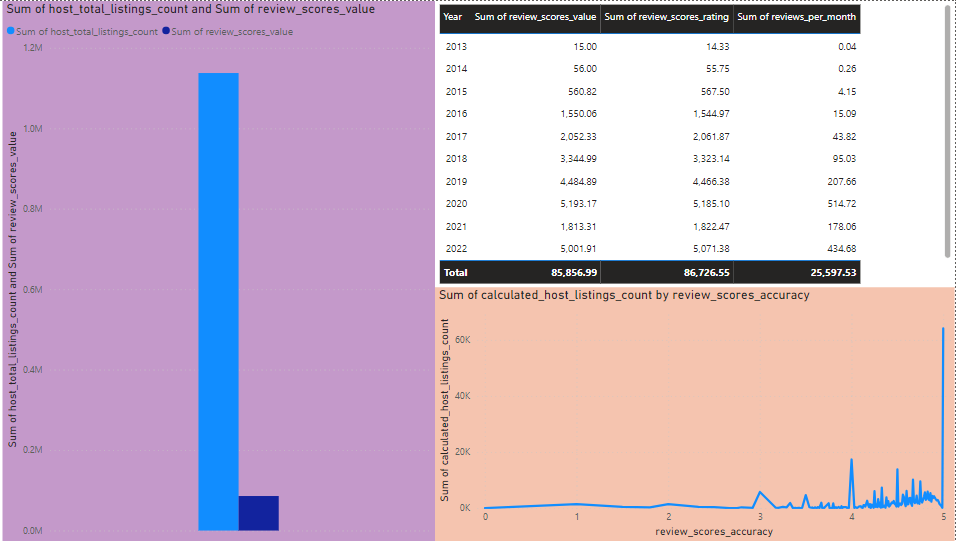 Sum of host_total_listings_count and Sum of review_scores_value
Sum of host_total_listings_count Sum of review_scores_value
Sum of host_total_listings_count and Sum of review_scores_value
1.2M
1.0M
0.8M
0.6M
0.4M
0.2M
0.0M
Year Sum of review_scores_value Sum of review_scores_rating Sum of reviews_per_month
2013 15.00 14.33 0.04
2014 56.00 55.75 0.26
2015 560.82 567.50 4.15
2016 1,550.06 1,544.97 15.09
2017 2,052.33 2,061.87 43.82
2018 3,344.99 3,323.14 95.03
2019 4,484.89 4,466.38 207.66
2020 5,193.17 5,185.10 514.72
2021 1,813.31 1,822.47 178.06
2022 5,001.91 5,071.38 434.68
Total 85,856.99 86,726.55 25,597.53
Sum of calculated_host_listings_count by review_scores_accuracy
Sum of calculated_host_listings_count
60K
40K
20K
0K
0 1 2 3 4 5
review_scores_accuracy